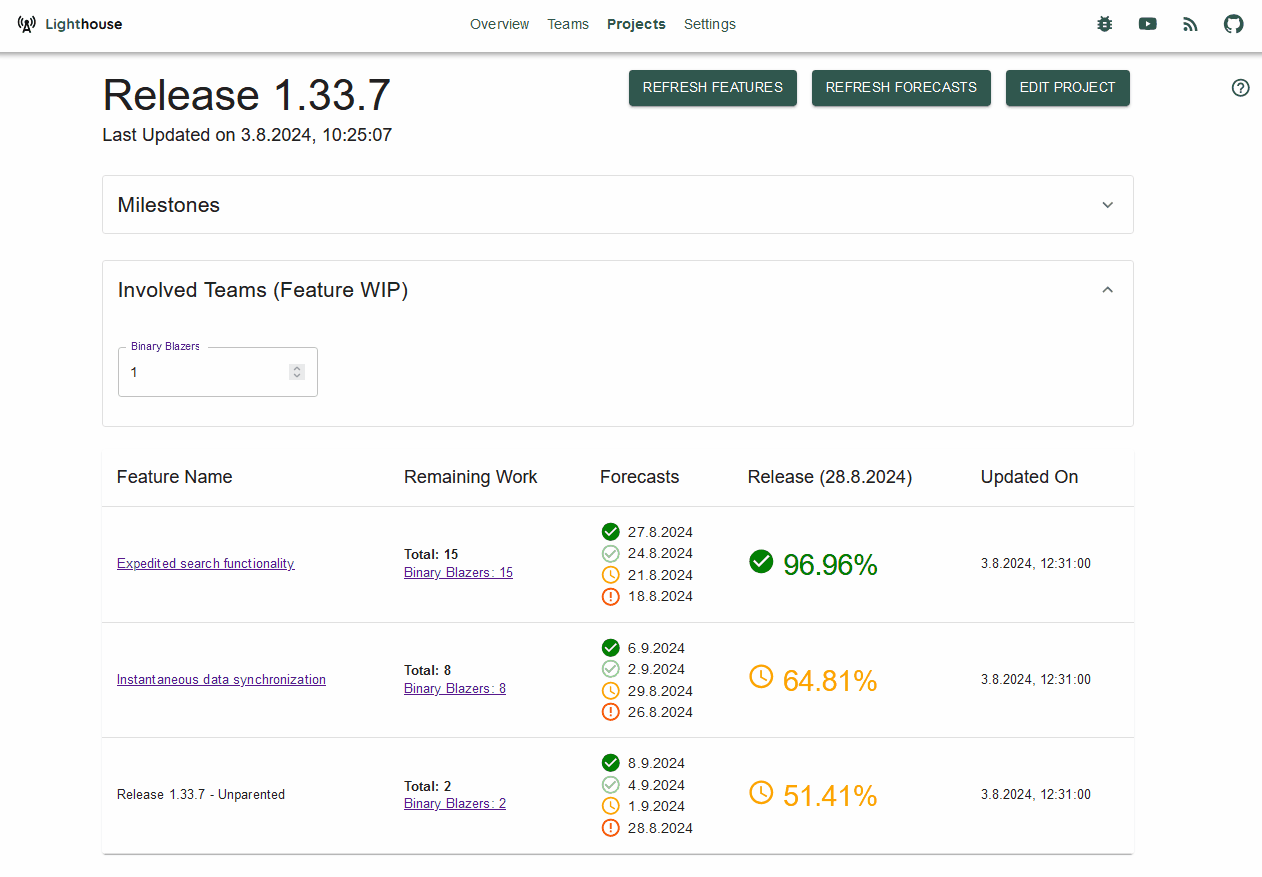 Lighthouse Overview Teams Projects Settings
Release 1.33.7 REFRESH FEATURES REFRESH FORECASTS EDIT PROJECT
Last Updated on 3.8.2024, 10:25:07
Milestones
Involved Teams (Feature WIP)
Binary Blazers
1
Feature Name Remaining Work Forecasts Release (28.8.2024) Updated On
Expedited search functionality
Total: 15
Binary Blazers: 15
27.8.2024
24.8.2024
21.8.2024
18.8.2024
96.96%
3.8.2024, 12:31:00
Instantaneous data synchronization
Total: 8
Binary Blazers: 8
6.9.2024
2.9.2024
29.8.2024
26.8.2024
64.81%
3.8.2024, 12:31:00
Release 1.33.7 - Unparented
Total: 2
Binary Blazers: 2
8.9.2024
4.9.2024
1.9.2024
28.8.2024
51.41%
3.8.2024, 12:31:00